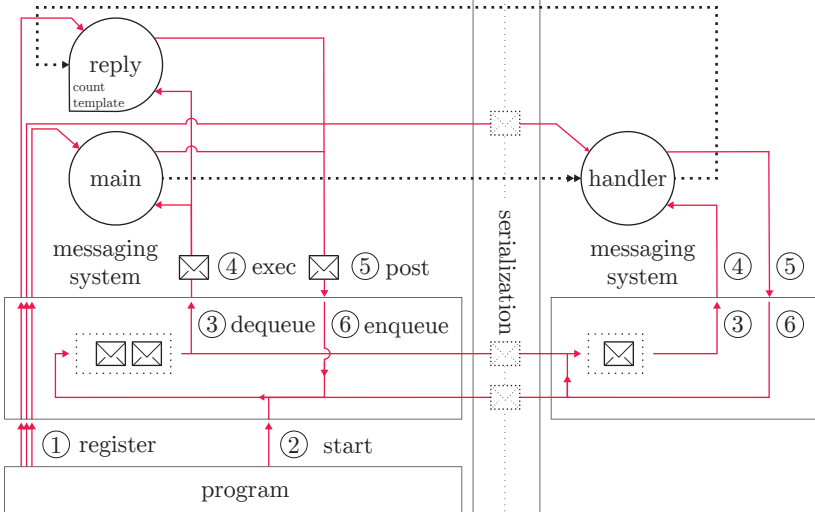 reply
count
template
main
handler
messaging
system
④ exec
⑤ post
serialization
messaging
system
④
⑤
③ dequeue
⑥ enqueue
③
⑥
① register
② start
program